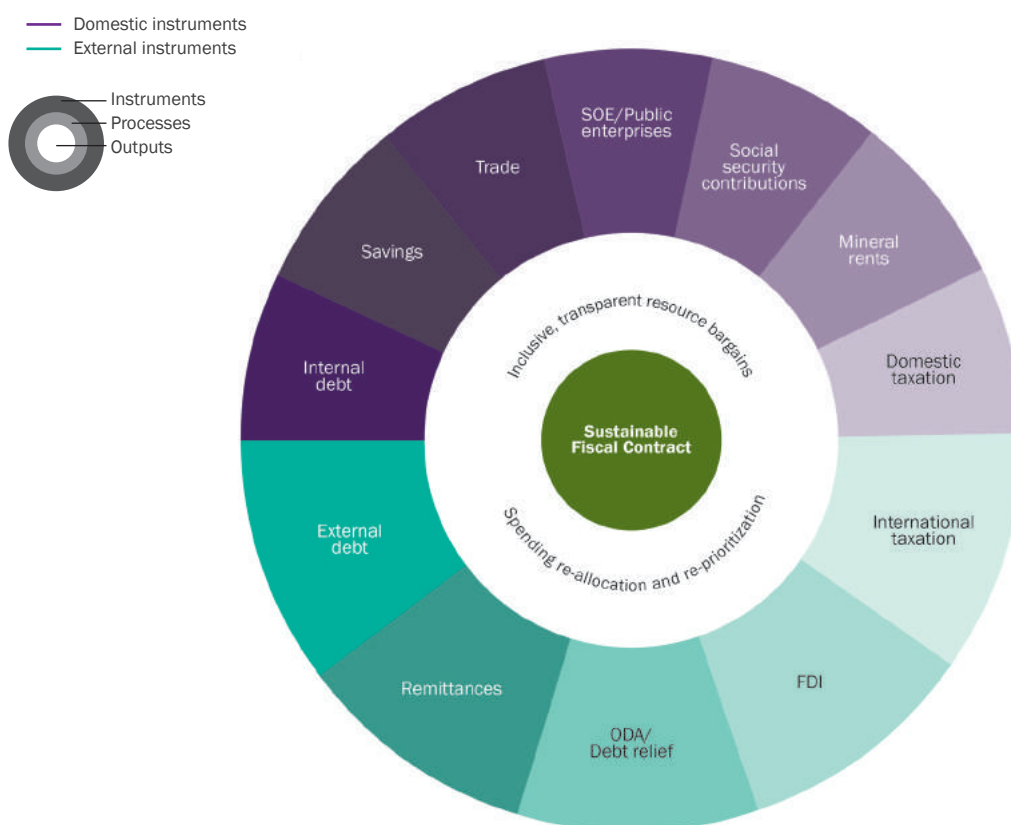 Domestic instruments
External instruments
Instruments
Processes
Outputs
SOE/Public
enterprises
Social
security
contributions
Trade
Mineral
rents
Savings
Inclusive, transparent resource bargains
Internal
debt
Domestic
taxation
Sustainable
Fiscal Contract
External
debt
International
taxation
Spending re-allocation and re-prioritization
Remittances
FDI
ODA/
Debt relief